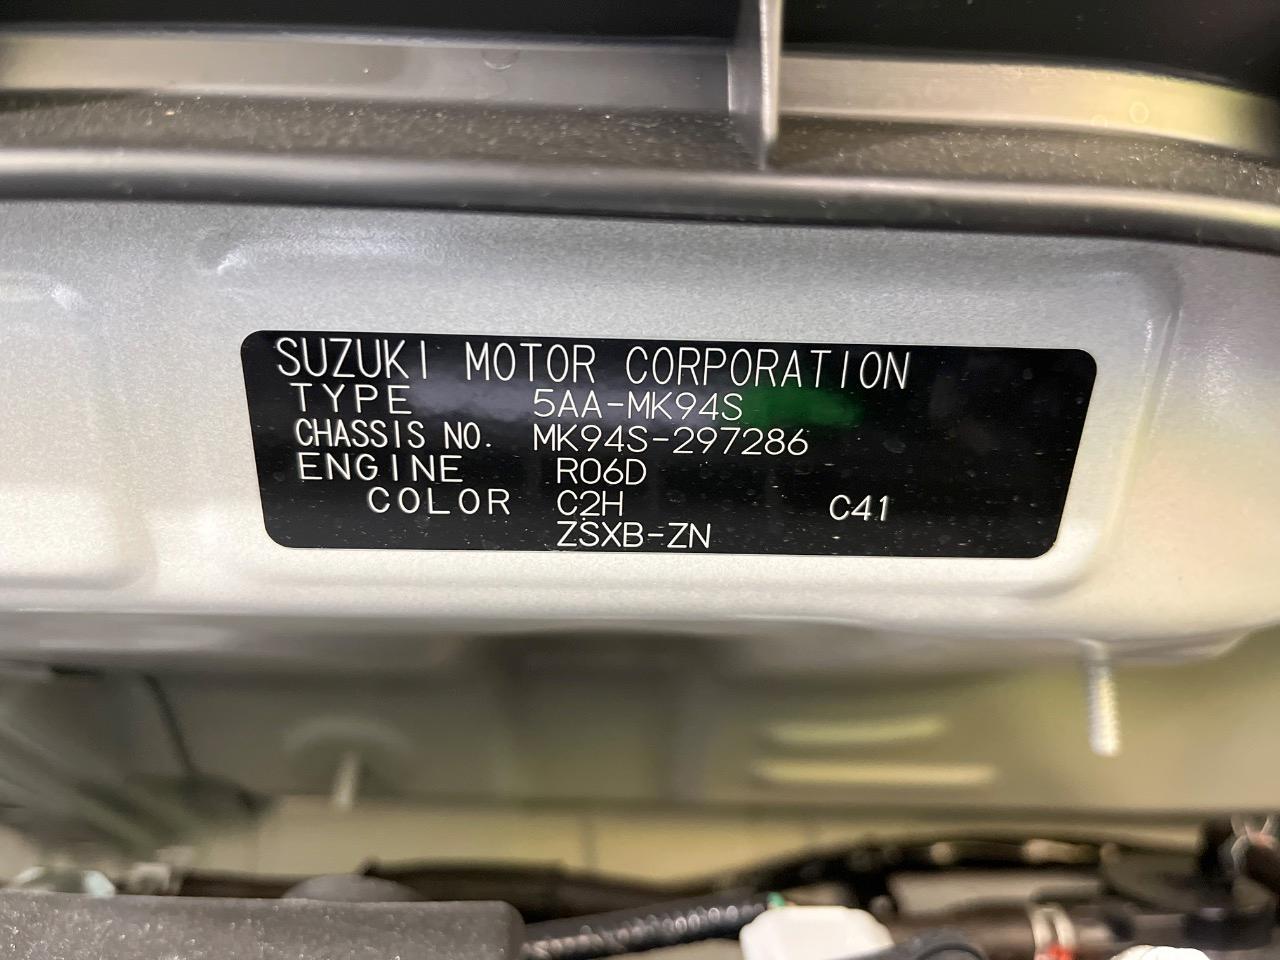 SUZUKI MOTOR CORPORATION
TYPE 5AA-MK94S
CHASSIS NO. MK94S-297286
ENGINE R06D
COLOR C2H C41
ZSXB-ZN